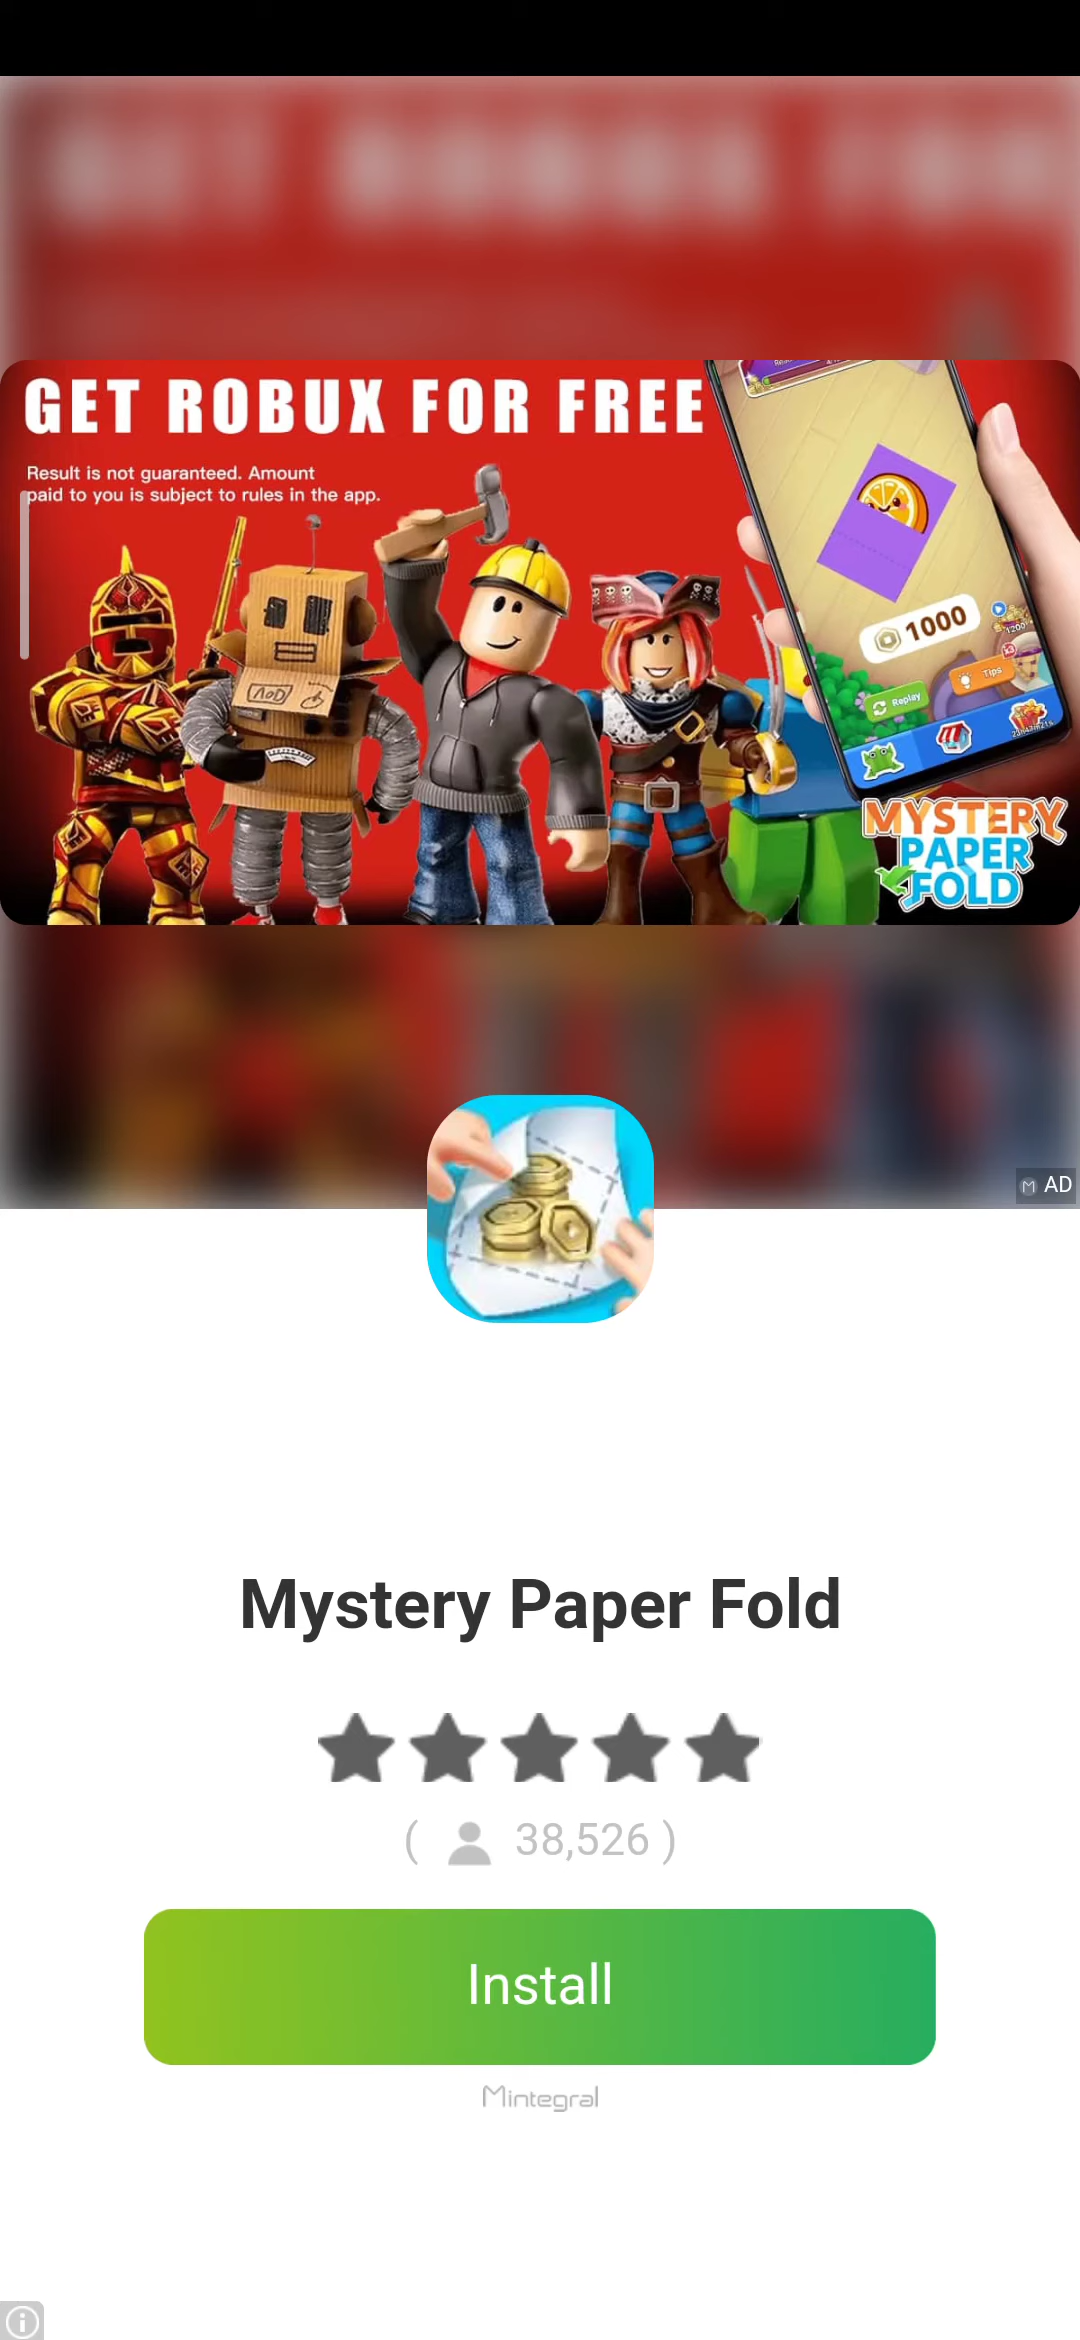 GET ROBUX FOR FREE
Result is not guaranteed. Amount
paid to you is subject to rules in the app.
1000
1200
Tips
Replay
MYSTERY
PAPER
FOLD
AD
Mystery Paper Fold
( 38,526 )
Install
Mintegral